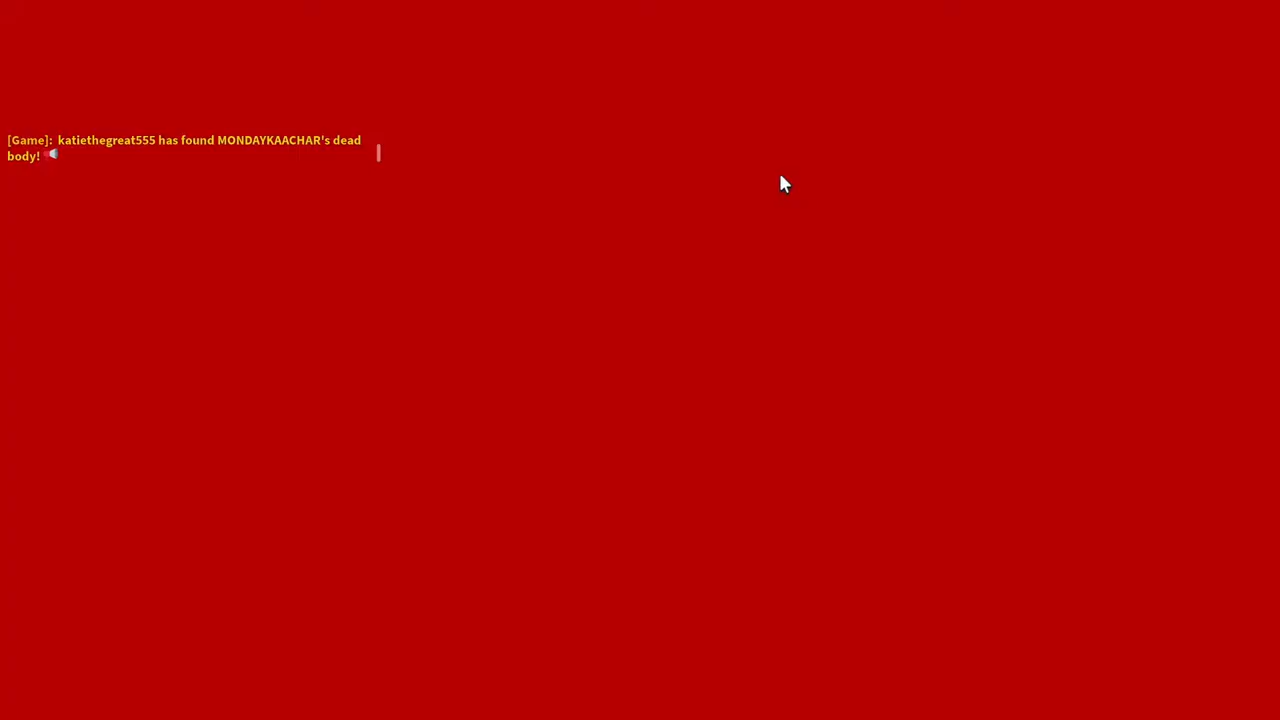 [Game]: katiethegreat555 has found MONDAYKAACHAR's dead
body! 📢